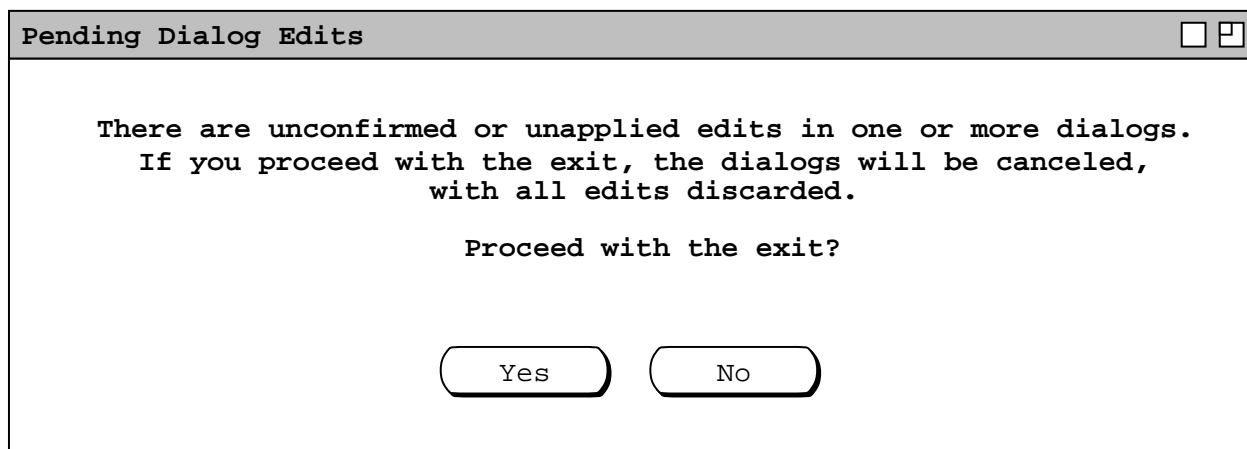 Pending Dialog Edits
There are unconfirmed or unapplied edits in one or more dialogs.
If you proceed with the exit, the dialogs will be canceled,
with all edits discarded.
Proceed with the exit?
Yes No